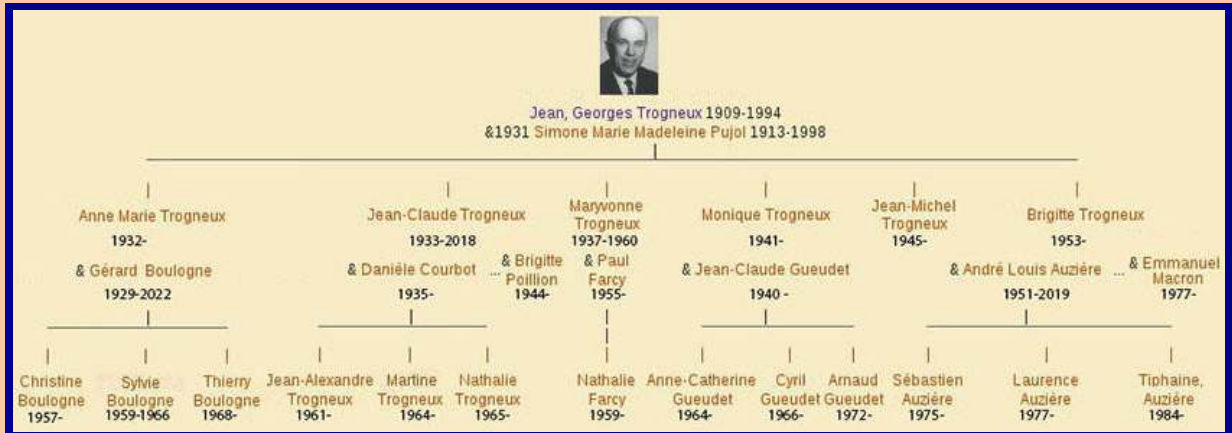 Jean, Georges Trogneux 1909-1994
&1931 Simone Marie Madeleine Pujol 1913-1998
Anne Marie Trogneux
1932-
Jean-Claude Trogneux
1933-2018
Maryvonne
Trogneux
1937-1960
Monique Trogneux
1941-
Jean-Michel
Trogneux
1945-
Brigitte Trogneux
1953-
& Gérard Boulogne
1929-2022
& Danièle Courbot
1935-
... & Brigitte
Poillion
1944-
& Paul
Farcy
1955-
& Jean-Claude Gueudet
1940 -
& André Louis Auzière
1951-2019
... & Emmanuel
Macron
1977-
Christine
Boulogne
1957-
Sylvie
Boulogne
1959-1966
Thierry
Boulogne
1968-
Jean-Alexandre
Trogneux
1961-
Martine
Trogneux
1964-
Nathalie
Trogneux
1965-
Nathalie
Farcy
1959-
Anne-Catherine
Gueudet
1964-
Cyril
Gueudet
1966-
Arnaud
Gueudet
1972-
Sébastien
Auzière
1975-
Laurence
Auzière
1977-
Tiphaine,
Auzière
1984-